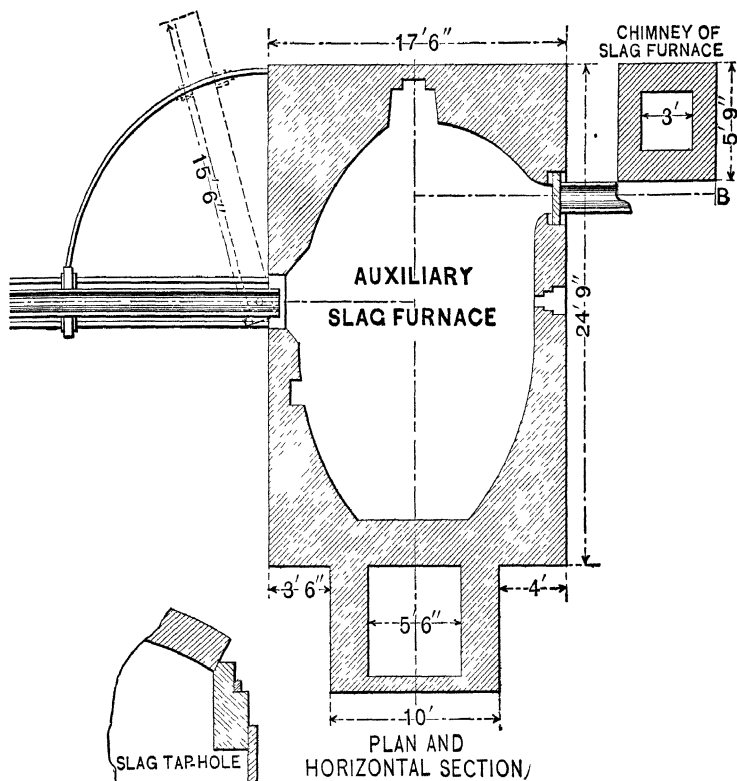 17′6″
CHIMNEY OF
SLAG FURNACE
3′
5′9″
15′6″
B
AUXILIARY
SLAG FURNACE
24′9″
3′6″
4′
5′6″
10′
SLAG TAP-HOLE
PLAN AND
HORIZONTAL SECTION